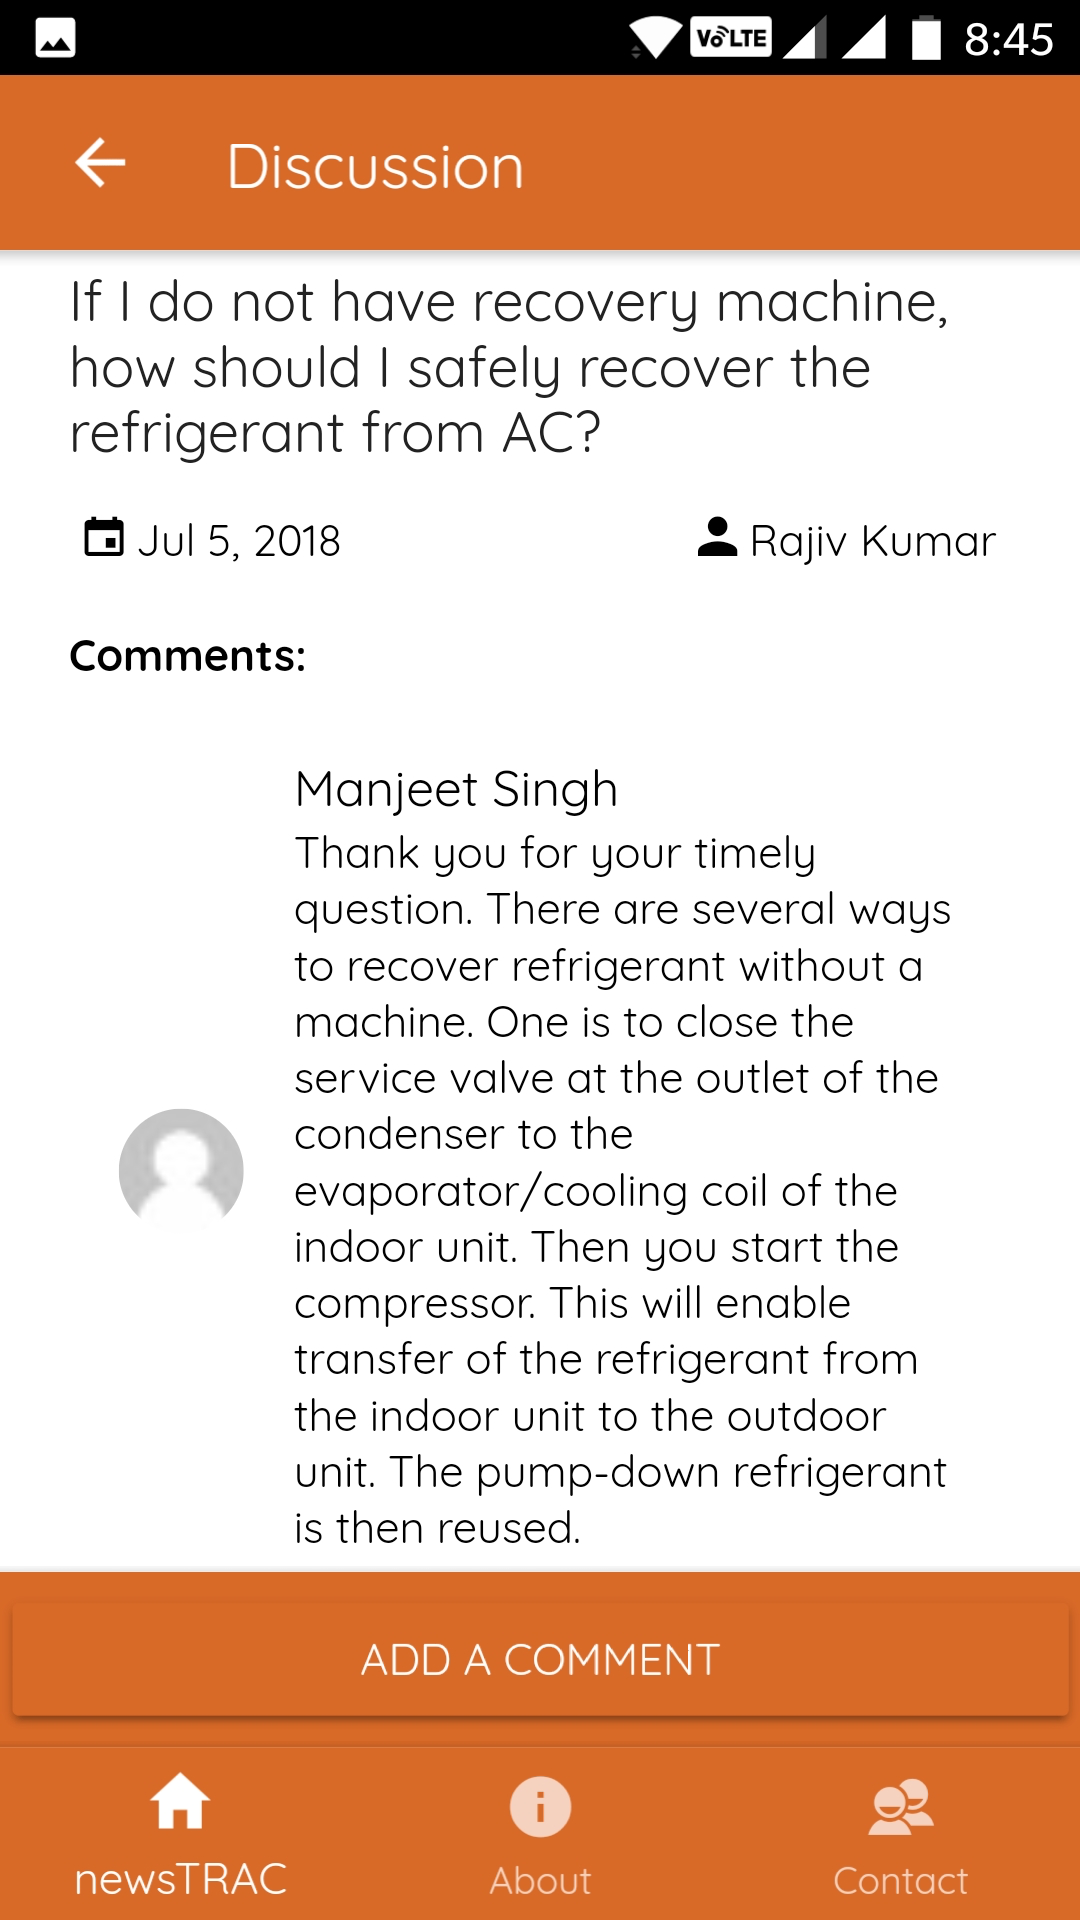 VoLTE 8:45
Discussion
If I do not have recovery machine,
how should I safely recover the
refrigerant from AC?
Jul 5, 2018 Rajiv Kumar
Comments:
Manjeet Singh
Thank you for your timely
question. There are several ways
to recover refrigerant without a
machine. One is to close the
service valve at the outlet of the
condenser to the
evaporator/cooling coil of the
indoor unit. Then you start the
compressor. This will enable
transfer of the refrigerant from
the indoor unit to the outdoor
unit. The pump-down refrigerant
is then reused.
ADD A COMMENT
newsTRAC About Contact